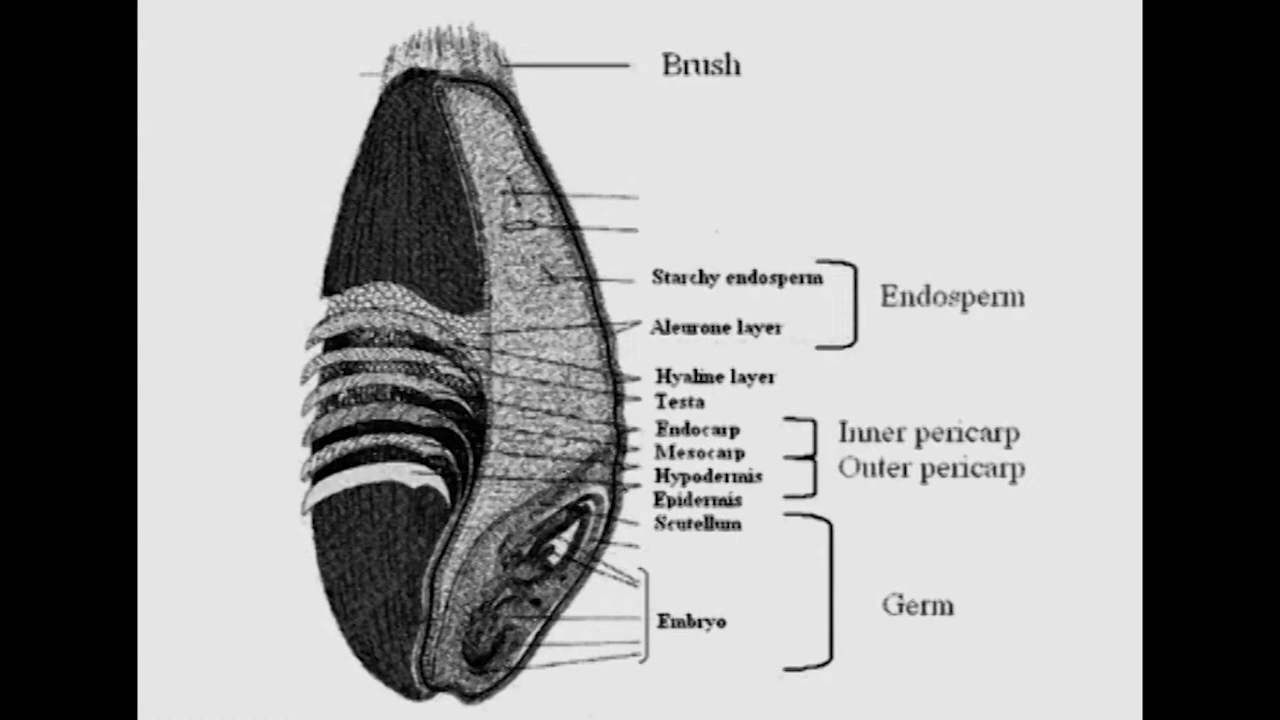 Brush
Starchy endosperm
Endosperm
Aleurone layer
Hyaline layer
Testa
Endocarp
Inner pericarp
Mesocarp
Outer pericarp
Hypodermis
Epidermis
Scutellum
Germ
Embryo